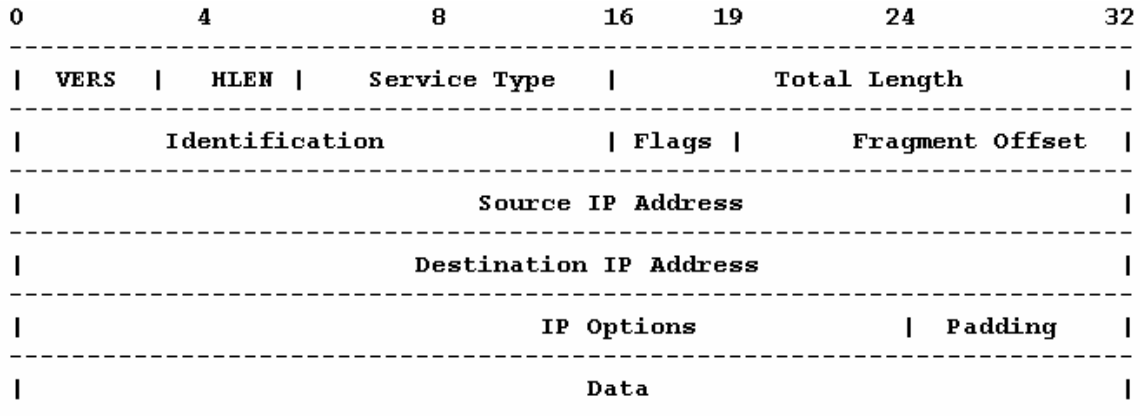 0 4 8 16 19 24 32
------------------------------------------------------------------------
| VERS | HLEN | Service Type | Total Length |
------------------------------------------------------------------------
| Identification | Flags | Fragment Offset |
------------------------------------------------------------------------
| Source IP Address |
------------------------------------------------------------------------
| Destination IP Address |
------------------------------------------------------------------------
| IP Options | Padding |
------------------------------------------------------------------------
| Data |